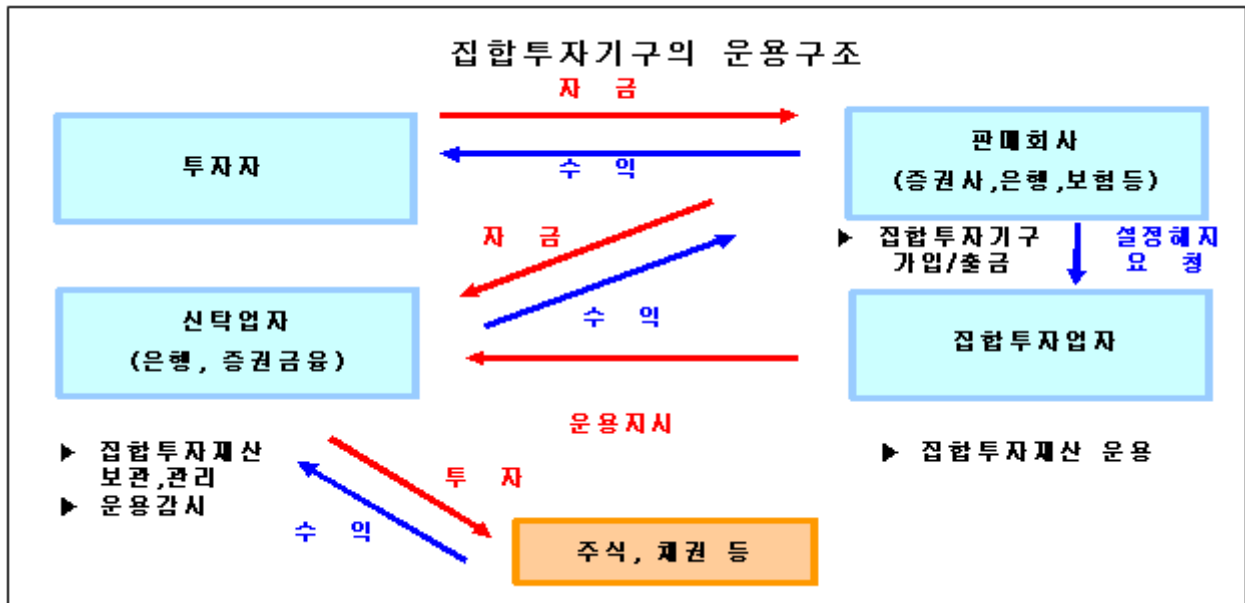 집합투자기구의 운용구조
자 금
투자자
수 익
판매회사
(증권사,은행,보험등)
자 금
▶ 집합투자기구
가입/출금
설정해지
요 청
신탁업자
(은행, 증권금융)
수 익
집합투자업자
운용지시
▶ 집합투자재산
보관,관리
▶ 운용감시
▶ 집합투자재산 운용
투 자
수 익
주식, 채권 등